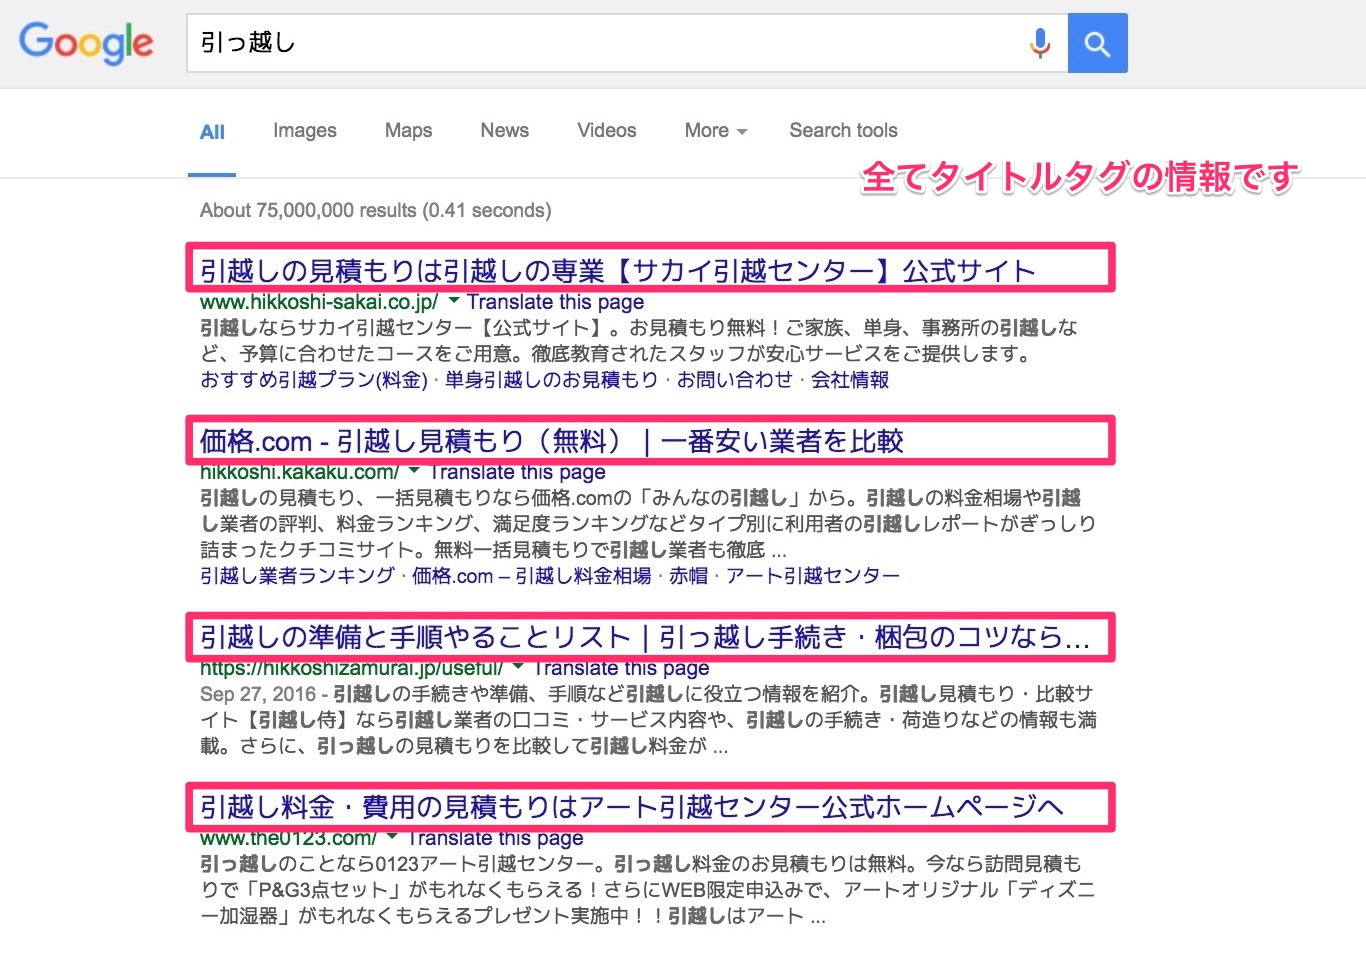 Google 引っ越し
All Images Maps News Videos More Search tools
全てタイトルタグの情報です
About 75,000,000 results (0.41 seconds)
引越しの見積もりは引越しの専業【サカイ引越センター】公式サイト
www.hikkoshi-sakai.co.jp/ Translate this page
引越しならサカイ引越センター【公式サイト】。お見積もり無料！ご家族、単身、事務所の引越しな
ど、予算に合わせたコースをご用意。徹底教育されたスタッフが安心サービスをご提供します。
おすすめ引越プラン(料金) · 単身引越しのお見積もり · お問い合わせ · 会社情報
価格.com - 引越し見積もり（無料）｜一番安い業者を比較
hikkoshi.kakaku.com/ Translate this page
引越しの見積もり、一括見積もりなら価格.comの「みんなの引越し」から。引越しの料金相場や引越
し業者の評判、料金ランキング、満足度ランキングなどタイプ別に利用者の引越しレポートがぎっしり
詰まったクチコミサイト。無料一括見積もりで引越し業者も徹底 ...
引越し業者ランキング · 価格.com – 引越し料金相場 · 赤帽 · アート引越センター
引越しの準備と手順やることリスト｜引っ越し手続き・梱包のコツなら...
https://hikkoshizamurai.jp/useful/ Translate this page
Sep 27, 2016 - 引越しの手続きや準備、手順など引越しに役立つ情報を紹介。引越し見積もり・比較サ
イト【引越し侍】なら引越し業者の口コミ・サービス内容や、引越しの手続き・荷造りなどの情報も満
載。さらに、引っ越しの見積もりを比較して引越し料金が ...
引越し料金・費用の見積もりはアート引越センター公式ホームページへ
www.the0123.com/ Translate this page
引っ越しのことなら0123アート引越センター。引っ越し料金のお見積もりは無料。今なら訪問見積も
りで「P&G3点セット」がもれなくもらえる！さらにWEB限定申込みで、アートオリジナル「ディズニ
ー加湿器」がもれなくもらえるプレゼント実施中！！引越しはアート ...